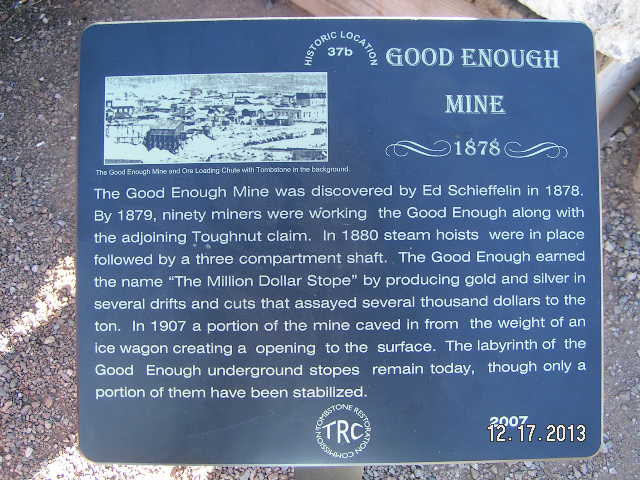 HISTORIC LOCATION
37b
GOOD ENOUGH
MINE
1878
The Good Enough Mine and Ore Loading Chute with Tombstone in the background.
The Good Enough Mine was discovered by Ed Schieffelin in 1878.
By 1879, ninety miners were working the Good Enough along with
the adjoining Toughnut claim. In 1880 steam hoists were in place
followed by a three compartment shaft. The Good Enough earned
the name “The Million Dollar Stope” by producing gold and silver in
several drifts and cuts that assayed several thousand dollars to the
ton. In 1907 a portion of the mine caved in from the weight of an
ice wagon creating a opening to the surface. The labyrinth of the
Good Enough underground stopes remain today, though only a
portion of them have been stabilized.
TOMBSTONE RESTORATION COMMISSION
TRC
2007
12.17.2013